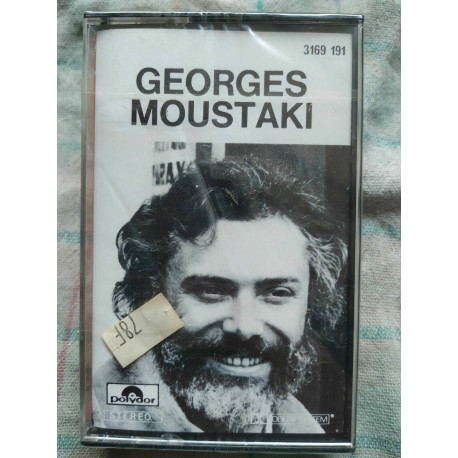 3169 191
GEORGES
MOUSTAKI
78F
polydor
STEREO